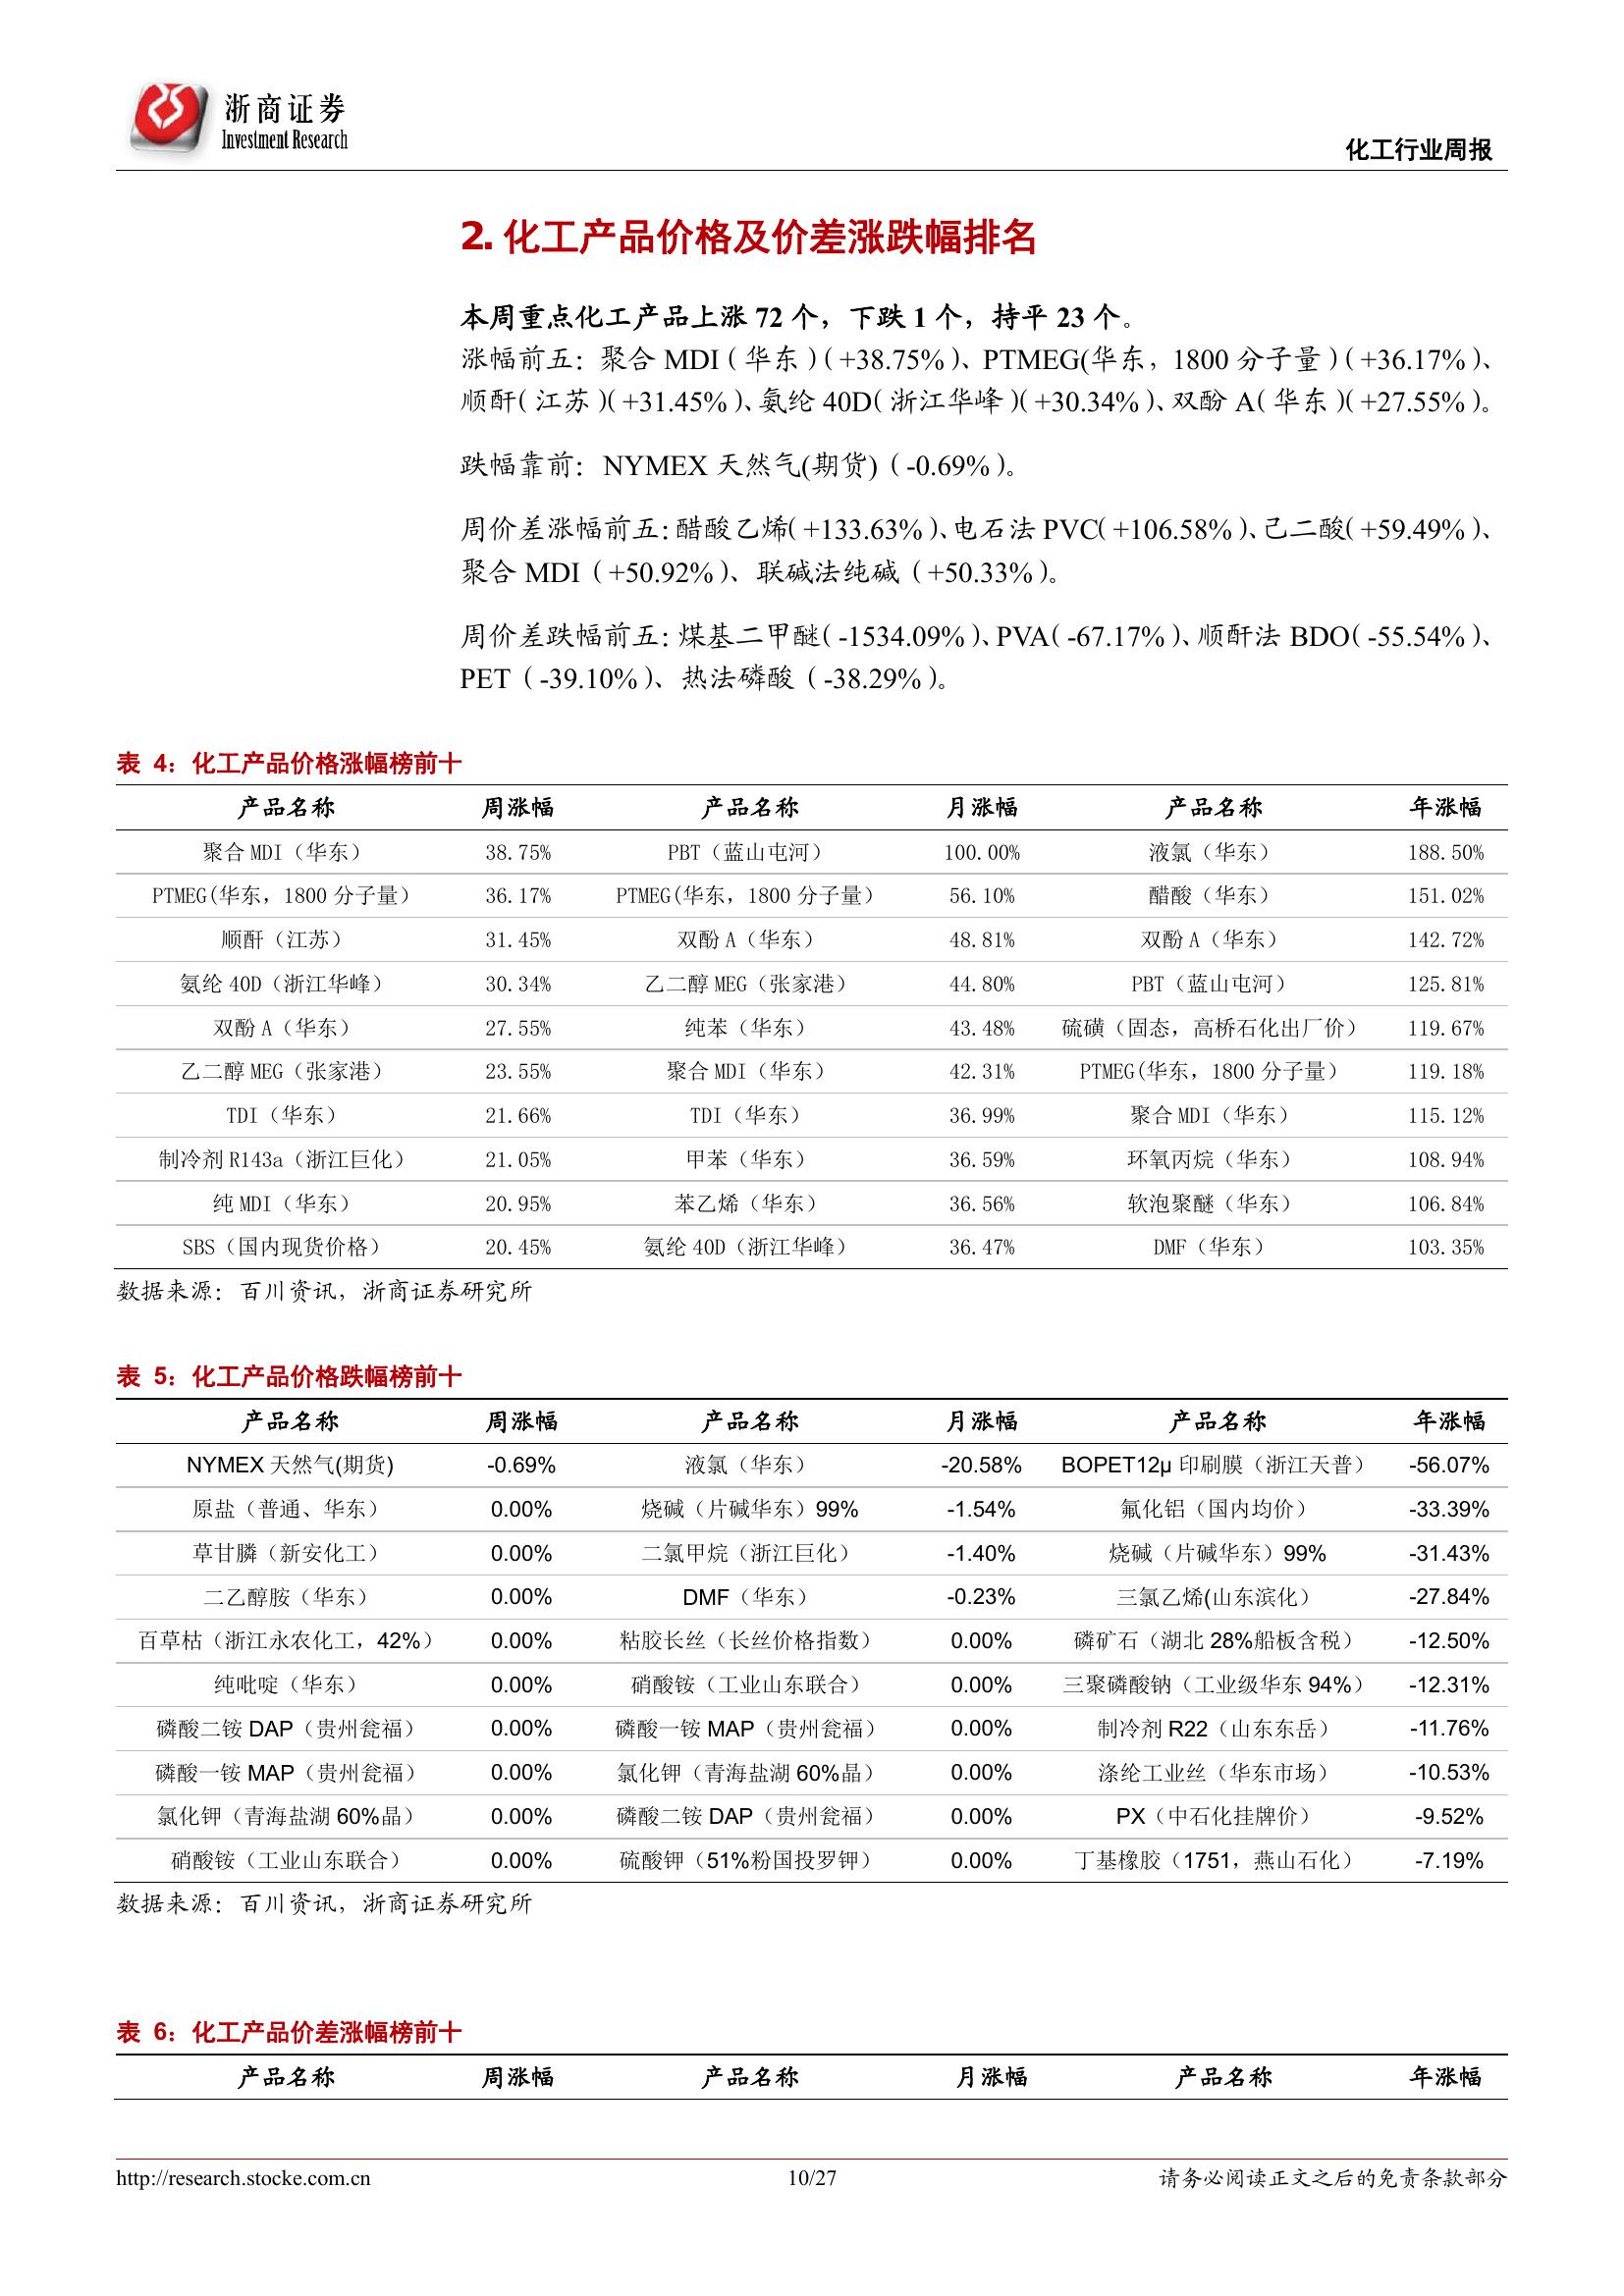 浙商证券
Investment Research
化工行业周报
2. 化工产品价格及价差涨跌幅排名
本周重点化工产品上涨 72 个，下跌 1 个，持平 23 个。
涨幅前五：聚合 MDI（华东）（+38.75%）、PTMEG(华东，1800 分子量）（+36.17%）、
顺酐（江苏）（+31.45%）、氨纶 40D（浙江华峰）（+30.34%）、双酚 A（华东）（+27.55%）。
跌幅靠前：NYMEX 天然气(期货)（-0.69%）。
周价差涨幅前五：醋酸乙烯（+133.63%）、电石法 PVC（+106.58%）、己二酸（+59.49%）、
聚合 MDI（+50.92%）、联碱法纯碱（+50.33%）。
周价差跌幅前五：煤基二甲醚（-1534.09%）、PVA（-67.17%）、顺酐法 BDO（-55.54%）、
PET（-39.10%）、热法磷酸（-38.29%）。
表 4：化工产品价格涨幅榜前十
产品名称 周涨幅 产品名称 月涨幅 产品名称 年涨幅
聚合 MDI（华东） 38.75% PBT（蓝山屯河） 100.00% 液氯（华东） 188.50%
PTMEG(华东，1800 分子量） 36.17% PTMEG(华东，1800 分子量） 56.10% 醋酸（华东） 151.02%
顺酐（江苏） 31.45% 双酚 A（华东） 48.81% 双酚 A（华东） 142.72%
氨纶 40D（浙江华峰） 30.34% 乙二醇 MEG（张家港） 44.80% PBT（蓝山屯河） 125.81%
双酚 A（华东） 27.55% 纯苯（华东） 43.48% 硫磺（固态，高桥石化出厂价） 119.67%
乙二醇 MEG（张家港） 23.55% 聚合 MDI（华东） 42.31% PTMEG(华东，1800 分子量） 119.18%
TDI（华东） 21.66% TDI（华东） 36.99% 聚合 MDI（华东） 115.12%
制冷剂 R143a（浙江巨化） 21.05% 甲苯（华东） 36.59% 环氧丙烷（华东） 108.94%
纯 MDI（华东） 20.95% 苯乙烯（华东） 36.56% 软泡聚醚（华东） 106.84%
SBS（国内现货价格） 20.45% 氨纶 40D（浙江华峰） 36.47% DMF（华东） 103.35%
数据来源：百川资讯，浙商证券研究所
表 5：化工产品价格跌幅榜前十
产品名称 周涨幅 产品名称 月涨幅 产品名称 年涨幅
NYMEX 天然气(期货) -0.69% 液氯（华东） -20.58% BOPET12μ 印刷膜（浙江天普） -56.07%
原盐（普通、华东） 0.00% 烧碱（片碱华东）99% -1.54% 氟化铝（国内均价） -33.39%
草甘膦（新安化工） 0.00% 二氯甲烷（浙江巨化） -1.40% 烧碱（片碱华东）99% -31.43%
二乙醇胺（华东） 0.00% DMF（华东） -0.23% 三氯乙烯(山东滨化） -27.84%
百草枯（浙江永农化工，42%） 0.00% 粘胶长丝（长丝价格指数） 0.00% 磷矿石（湖北 28%船板含税） -12.50%
纯吡啶（华东） 0.00% 硝酸铵（工业山东联合） 0.00% 三聚磷酸钠（工业级华东 94%） -12.31%
磷酸二铵 DAP（贵州瓮福） 0.00% 磷酸一铵 MAP（贵州瓮福） 0.00% 制冷剂 R22（山东东岳） -11.76%
磷酸一铵 MAP（贵州瓮福） 0.00% 氯化钾（青海盐湖 60%晶） 0.00% 涤纶工业丝（华东市场） -10.53%
氯化钾（青海盐湖 60%晶） 0.00% 磷酸二铵 DAP（贵州瓮福） 0.00% PX（中石化挂牌价） -9.52%
硝酸铵（工业山东联合） 0.00% 硫酸钾（51%粉国投罗钾） 0.00% 丁基橡胶（1751，燕山石化） -7.19%
数据来源：百川资讯，浙商证券研究所
表 6：化工产品价差涨幅榜前十
产品名称 周涨幅 产品名称 月涨幅 产品名称 年涨幅
http://research.stocke.com.cn 10/27 请务必阅读正文之后的免责条款部分